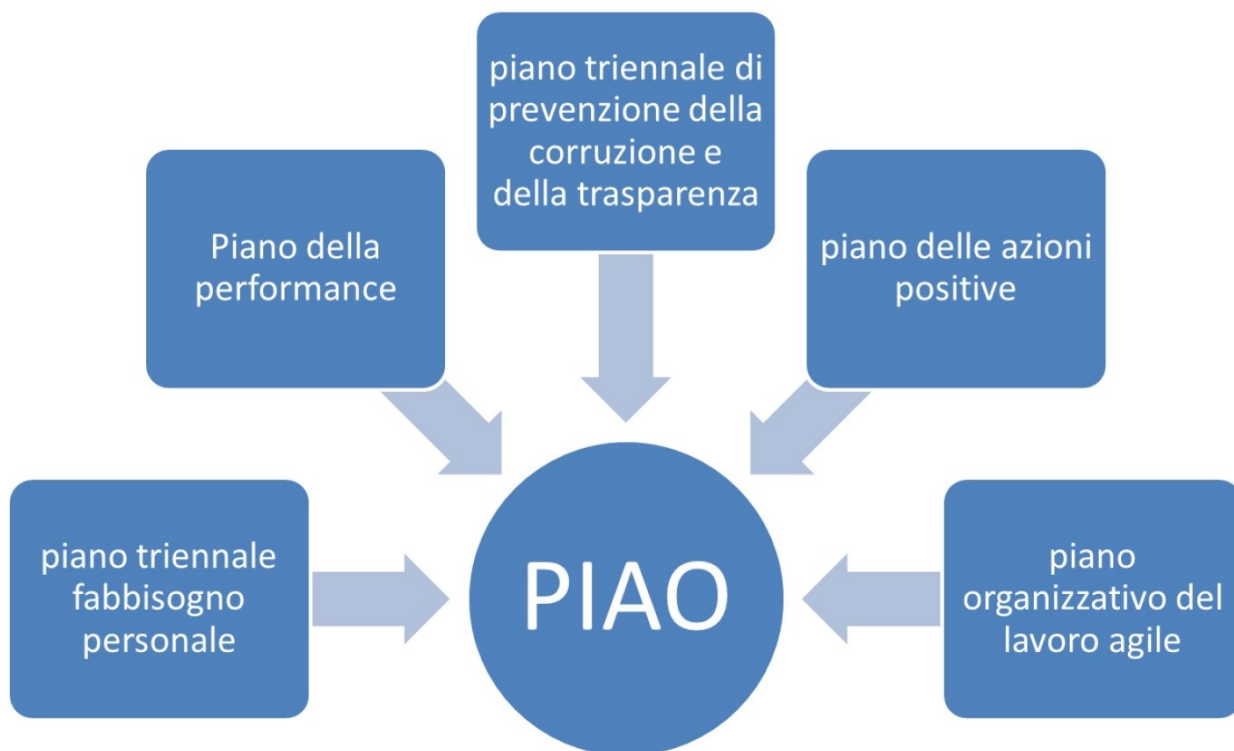 piano triennale di
prevenzione della
corruzione e
della trasparenza
Piano della
performance
piano delle azioni
positive
piano triennale
fabbisogno
personale
PIAO
piano
organizzativo del
lavoro agile